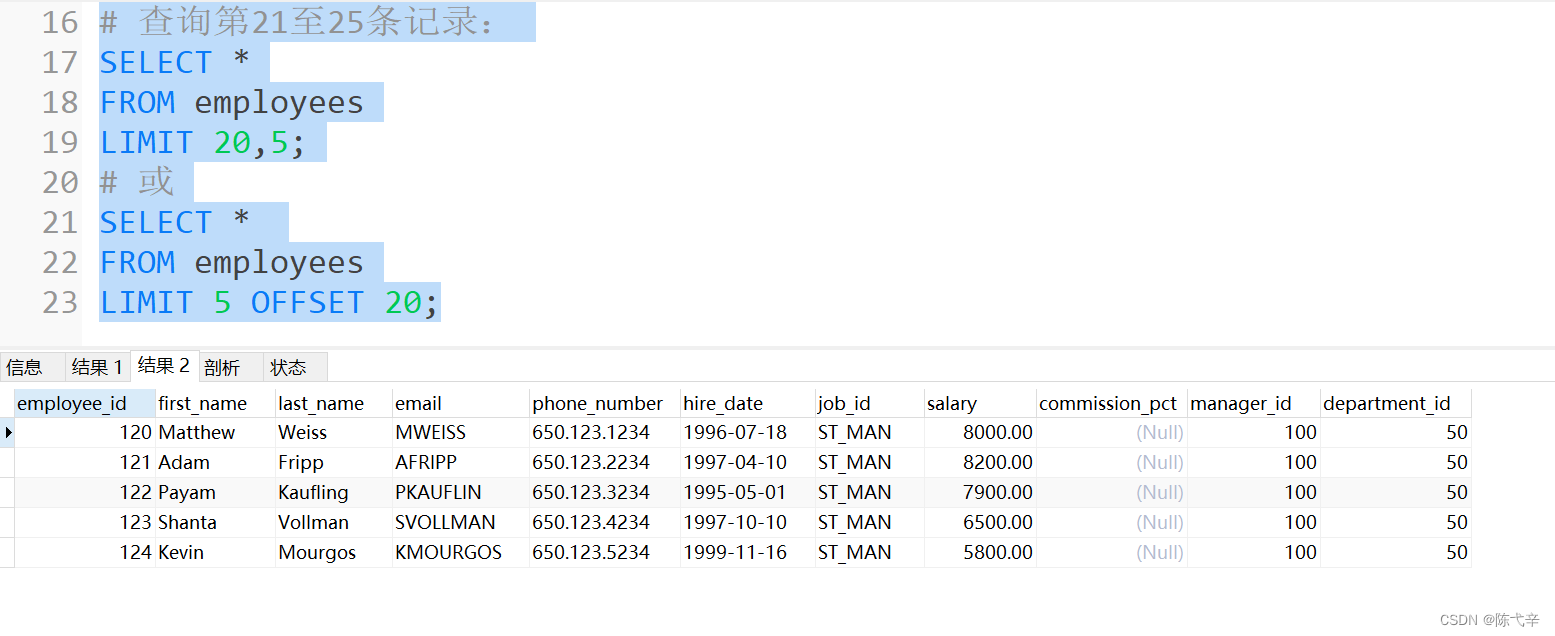 16 # 查询第21至25条记录：
17 SELECT *
18 FROM employees
19 LIMIT 20,5;
20 # 或
21 SELECT *
22 FROM employees
23 LIMIT 5 OFFSET 20;
信息 结果 1 结果 2 剖析 状态
employee_id first_name last_name email phone_number hire_date job_id salary commission_pct manager_id department_id
120 Matthew Weiss MWEISS 650.123.1234 1996-07-18 ST_MAN 8000.00 (Null) 100 50
121 Adam Fripp AFRIPP 650.123.2234 1997-04-10 ST_MAN 8200.00 (Null) 100 50
122 Payam Kaufling PKAUFLIN 650.123.3234 1995-05-01 ST_MAN 7900.00 (Null) 100 50
123 Shanta Vollman SVOLLMAN 650.123.4234 1997-10-10 ST_MAN 6500.00 (Null) 100 50
124 Kevin Mourgos KMOURGOS 650.123.5234 1999-11-16 ST_MAN 5800.00 (Null) 100 50
CSDN @陈弋辛